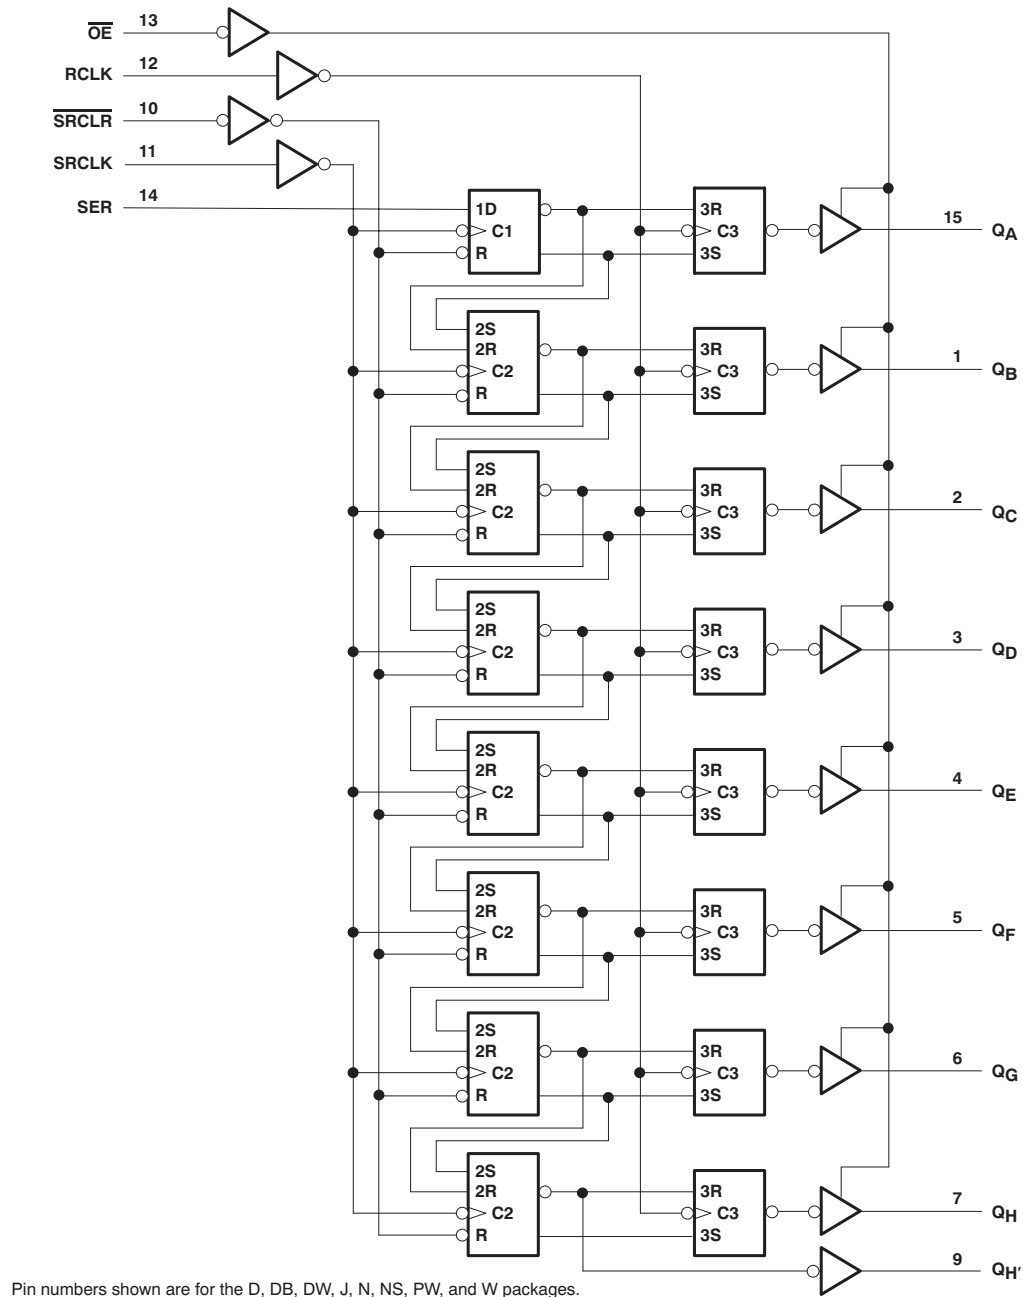 OE 13
RCLK 12
SRCLR 10
SRCLK 11
SER 14
1D
C1
R
3R
C3
3S
15 QA
2S
2R
C2
R
3R
C3
3S
1 QB
2S
2R
C2
R
3R
C3
3S
2 QC
2S
2R
C2
R
3R
C3
3S
3 QD
2S
2R
C2
R
3R
C3
3S
4 QE
2S
2R
C2
R
3R
C3
3S
5 QF
2S
2R
C2
R
3R
C3
3S
6 QG
2S
2R
C2
R
3R
C3
3S
7 QH
9 QH'
Pin numbers shown are for the D, DB, DW, J, N, NS, PW, and W packages.